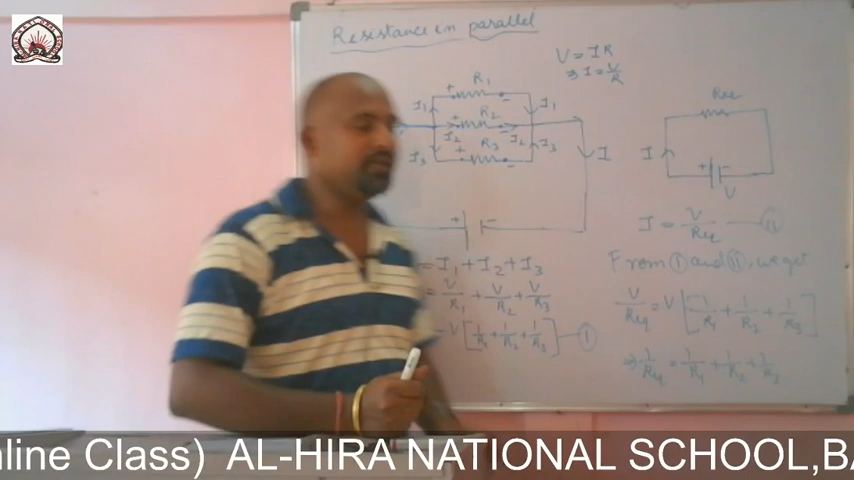 Resistance in parallel
V = IR
⇒ I = V/R
R1
I1 + - I1
R2
I2 + - I2
R3
I3 + - I3
I
+ -
Req
I + -
V
I = V/Req — (II)
= I1 + I2 + I3
= V/R1 + V/R2 + V/R3
V [1/R1 + 1/R2 + 1/R3] — (I)
From (I) and (II), we get
V/Req = V [1/R1 + 1/R2 + 1/R3]
⇒ 1/Req = 1/R1 + 1/R2 + 1/R3
nline Class) AL-HIRA NATIONAL SCHOOL,BA